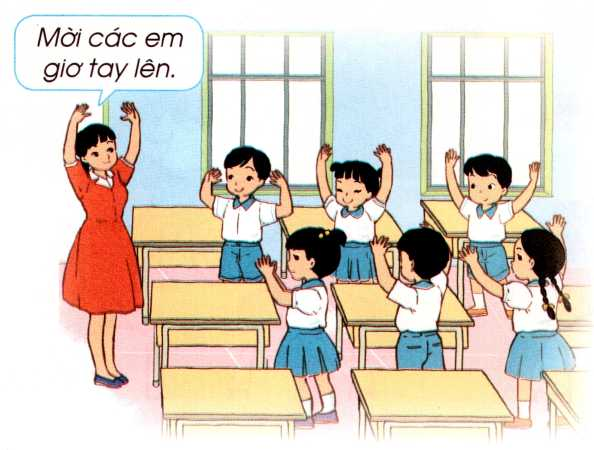 Mời các em
giơ tay lên.